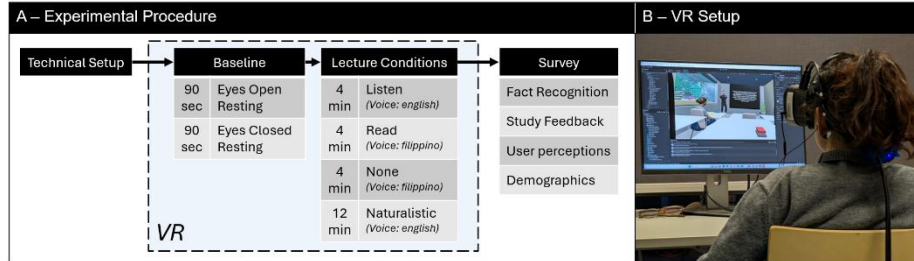 A – Experimental Procedure
Technical Setup
Baseline
90 sec Eyes Open Resting
90 sec Eyes Closed Resting
Lecture Conditions
4 min Listen (Voice: english)
4 min Read (Voice: filippino)
4 min None (Voice: filippino)
12 min Naturalistic (Voice: english)
Survey
Fact Recognition
Study Feedback
User perceptions
Demographics
VR
B – VR Setup